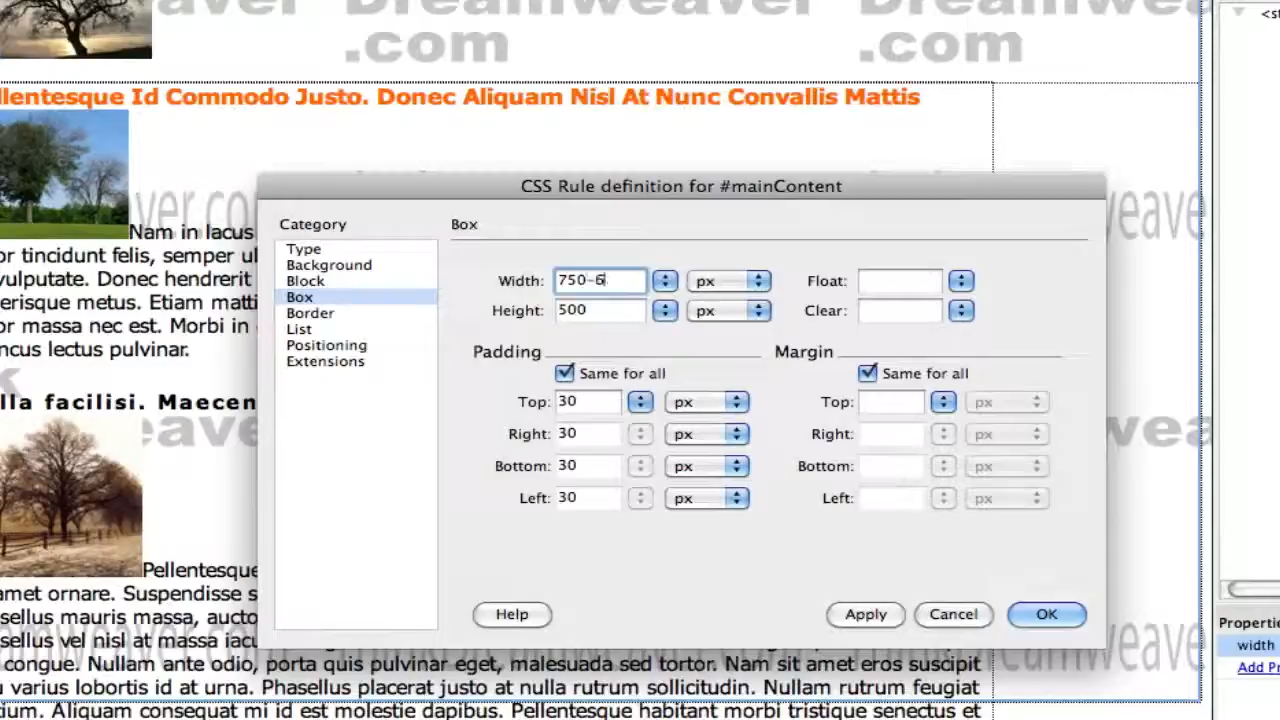 Dreamweaver
.com .com
<st
llentesque Id Commodo Justo. Donec Aliquam Nisl At Nunc Convallis Mattis
CSS Rule definition for #mainContent
Category
Box
Type
Background
Block
Box
Border
List
Positioning
Extensions
Width: 750-6 px Float:
Height: 500 px Clear:
Padding Margin
Same for all Same for all
Top: 30 px Top: px
Right: 30 px Right: px
Bottom: 30 px Bottom: px
Left: 30 px Left: px
Help Apply Cancel OK
Nam in lacus
or tincidunt felis, semper ul
vulputate. Donec hendrerit
erisque metus. Etiam matti
or massa nec est. Morbi in
ncus lectus pulvinar.
lla facilisi. Maecen
Pellentesque
amet ornare. Suspendisse s
sellus mauris massa, aucto
sellus vel nisl at massa iacu
congue. Nullam ante odio, porta quis pulvinar eget, malesuada sed tortor. Nam sit amet eros suscipit
varius lobortis id at urna. Phasellus placerat justo at nulla rutrum sollicitudin. Nullam rutrum feugiat
tium. Aliquam consequat mi id est molestie dapibus. Pellentesque habitant morbi tristique senectus et
Propertie
width
Add Pr